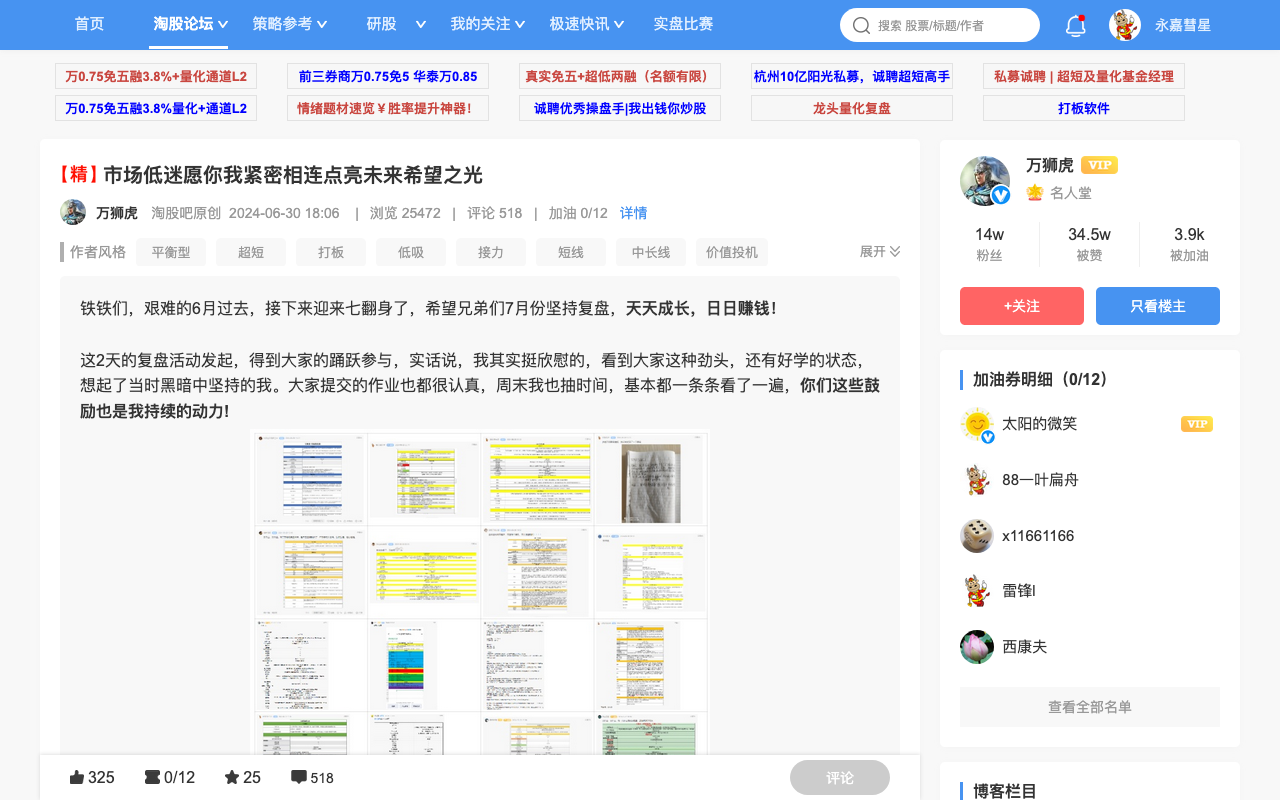 首页
淘股论坛
策略参考
研股
我的关注
极速快讯
实盘比赛
搜索 股票/标题/作者
永嘉彗星
万0.75免五融3.8%+量化通道L2
前三券商万0.75免5 华泰万0.85
真实免五+超低两融（名额有限）
杭州10亿阳光私募，诚聘超短高手
私募诚聘 | 超短及量化基金经理
万0.75免五融3.8%量化+通道L2
情绪题材速览￥胜率提升神器！
诚聘优秀操盘手|我出钱你炒股
龙头量化复盘
打板软件
【精】市场低迷愿你我紧密相连点亮未来希望之光
万狮虎 淘股吧原创 2024-06-30 18:06 | 浏览 25472 | 评论 518 | 加油 0/12 详情
作者风格 平衡型 超短 打板 低吸 接力 短线 中长线 价值投机 展开
铁铁们，艰难的6月过去，接下来迎来七翻身了，希望兄弟们7月份坚持复盘，天天成长，日日赚钱！
这2天的复盘活动发起，得到大家的踊跃参与，实话说，我其实挺欣慰的，看到大家这种劲头，还有好学的状态，
想起了当时黑暗中坚持的我。大家提交的作业也都很认真，周末我也抽时间，基本都一条条看了一遍，你们这些鼓
励也是我持续的动力!
325 0/12 25 518 评论
万狮虎 VIP
名人堂
14w 34.5w 3.9k
粉丝 被赞 被加油
+关注 只看楼主
加油券明细（0/12）
太阳的微笑 VIP
88一叶扁舟
x11661166
雷锋l
西康夫
查看全部名单
博客栏目